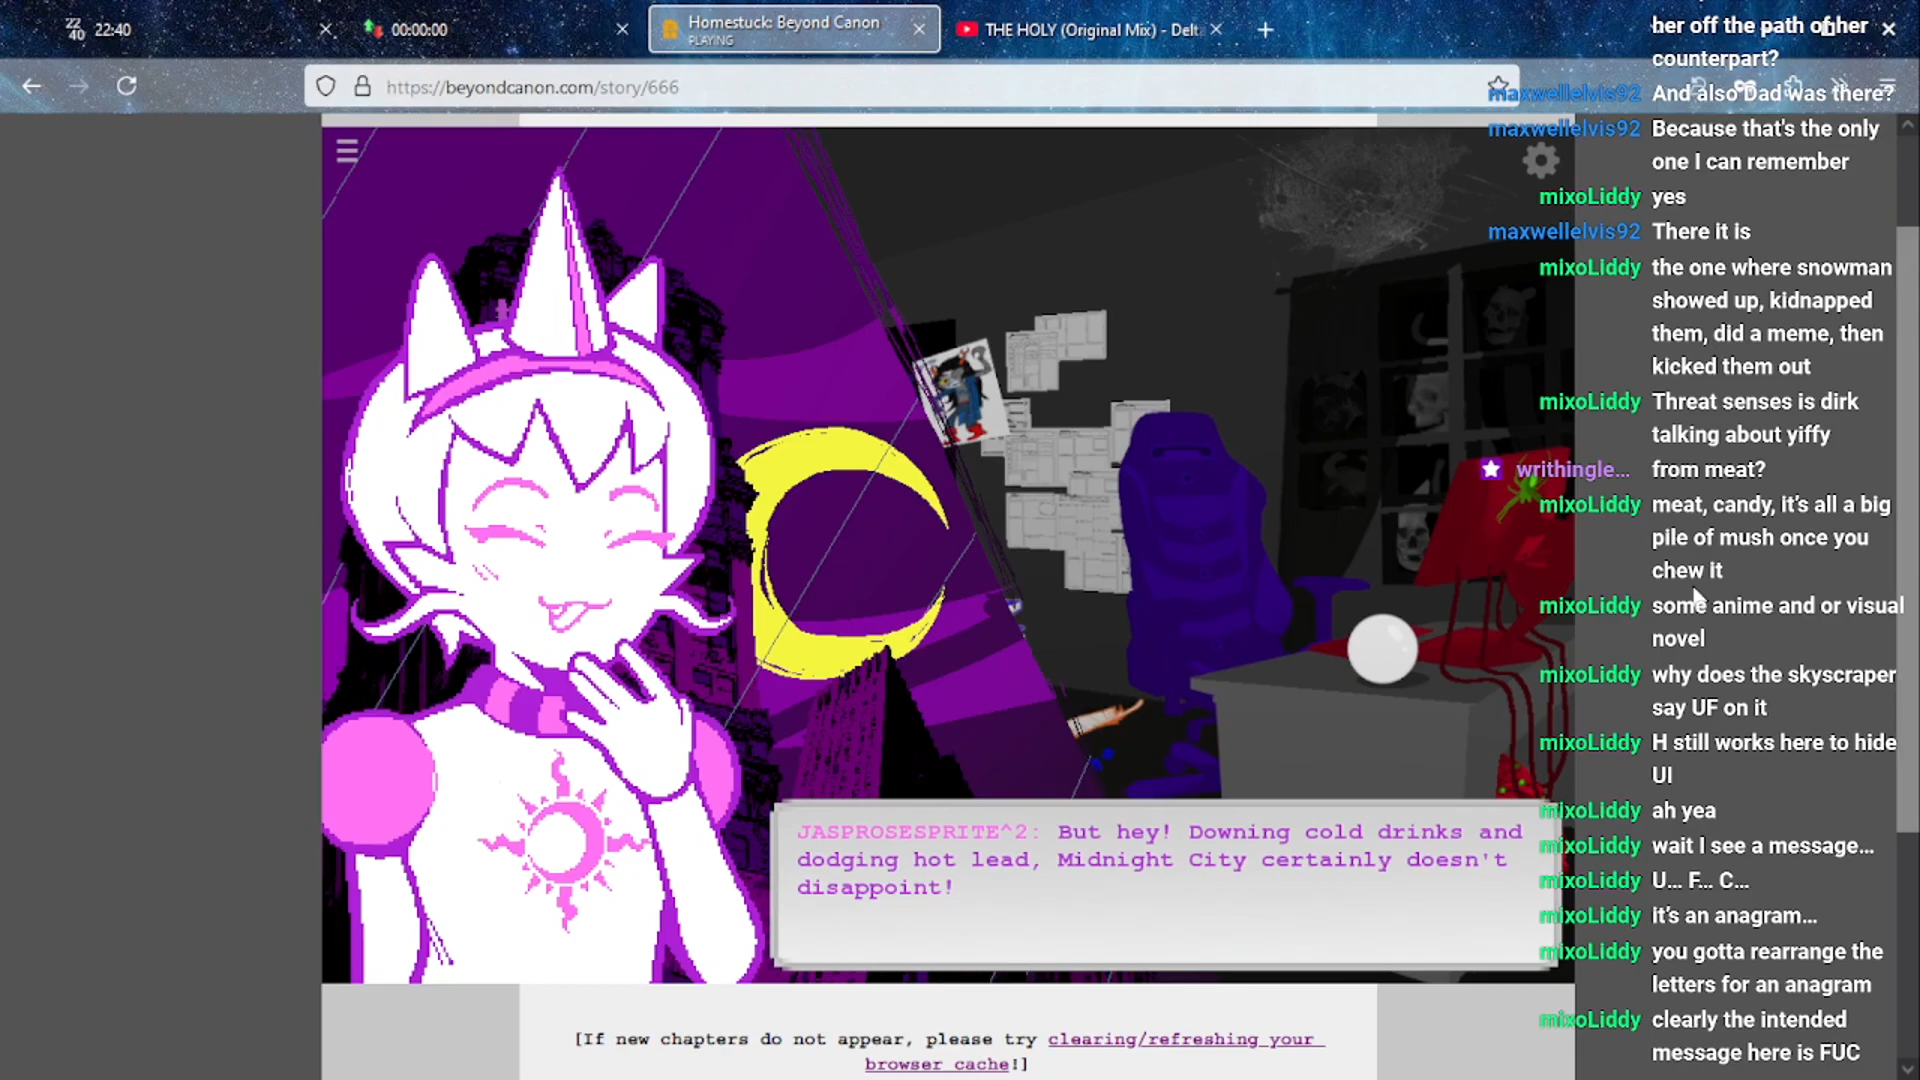 22
40
22:40
00:00:00
Homestuck: Beyond Canon
PLAYING
THE HOLY (Original Mix) - Delt
https://beyondcanon.com/story/666
her off the path of her
counterpart?
maxwellelvis92 And also Dad was there?
maxwellelvis92 Because that's the only
one I can remember
mixoLiddy yes
maxwellelvis92 There it is
mixoLiddy the one where snowman
showed up, kidnapped
them, did a meme, then
kicked them out
mixoLiddy Threat senses is dirk
talking about yiffy
writhingle... from meat?
mixoLiddy meat, candy, it's all a big
pile of mush once you
chew it
mixoLiddy some anime and or visual
novel
mixoLiddy why does the skyscraper
say UF on it
mixoLiddy H still works here to hide
UI
mixoLiddy ah yea
mixoLiddy wait I see a message...
mixoLiddy U... F... C...
mixoLiddy it's an anagram...
mixoLiddy you gotta rearrange the
letters for an anagram
mixoLiddy clearly the intended
message here is FUC
JASPROSESPRITE^2: But hey! Downing cold drinks and
dodging hot lead, Midnight City certainly doesn't
disappoint!
[If new chapters do not appear, please try clearing/refreshing your
browser cache!]